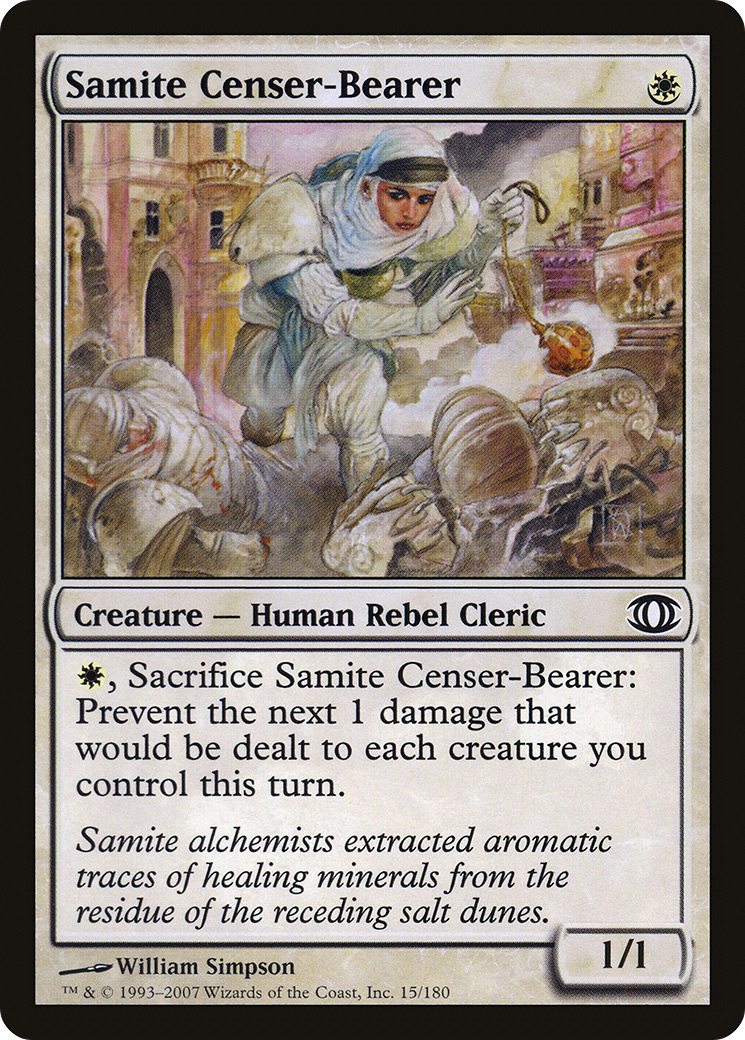 Samite Censer-Bearer
Creature — Human Rebel Cleric
, Sacrifice Samite Censer-Bearer:
Prevent the next 1 damage that
would be dealt to each creature you
control this turn.
Samite alchemists extracted aromatic
traces of healing minerals from the
residue of the receding salt dunes.
1/1
William Simpson
™ & © 1993–2007 Wizards of the Coast, Inc. 15/180